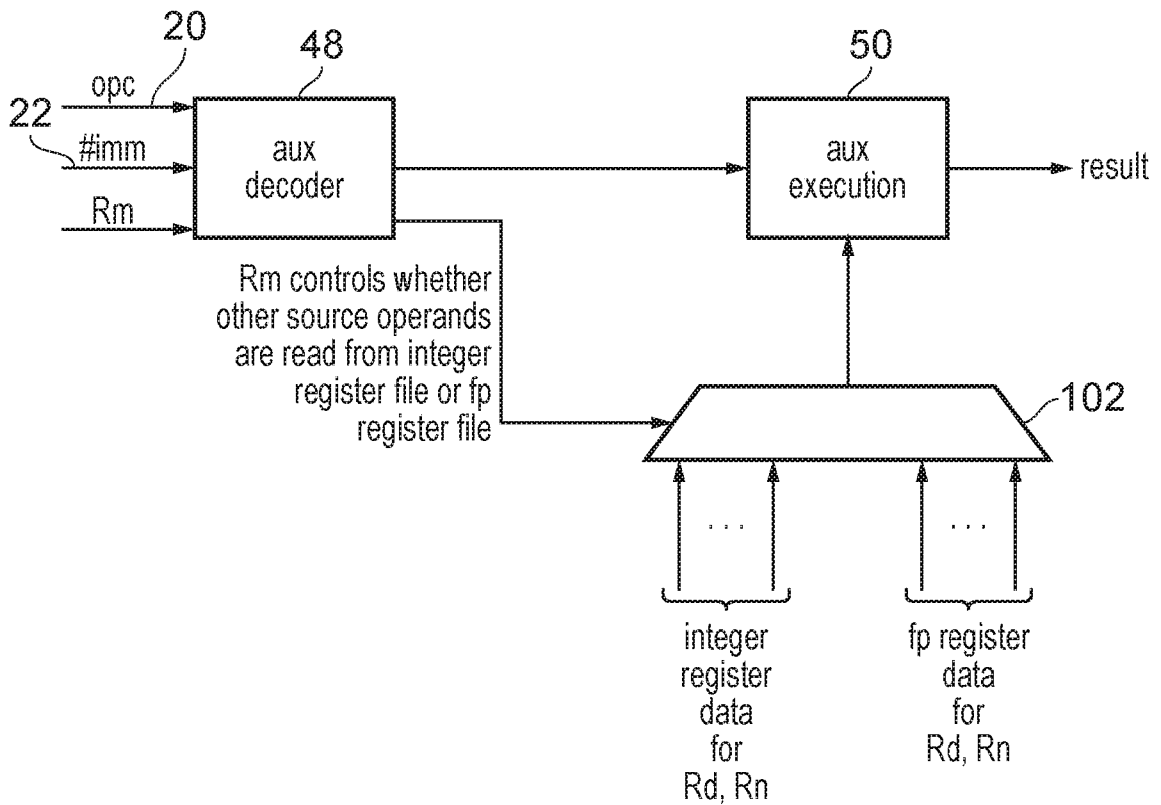 20
48
50
opc
22
#imm
Rm
aux
decoder
aux
execution
result
Rm controls whether
other source operands
are read from integer
register file or fp
register file
102
. . .
. . .
integer
register
data
for
Rd, Rn
fp register
data
for
Rd, Rn